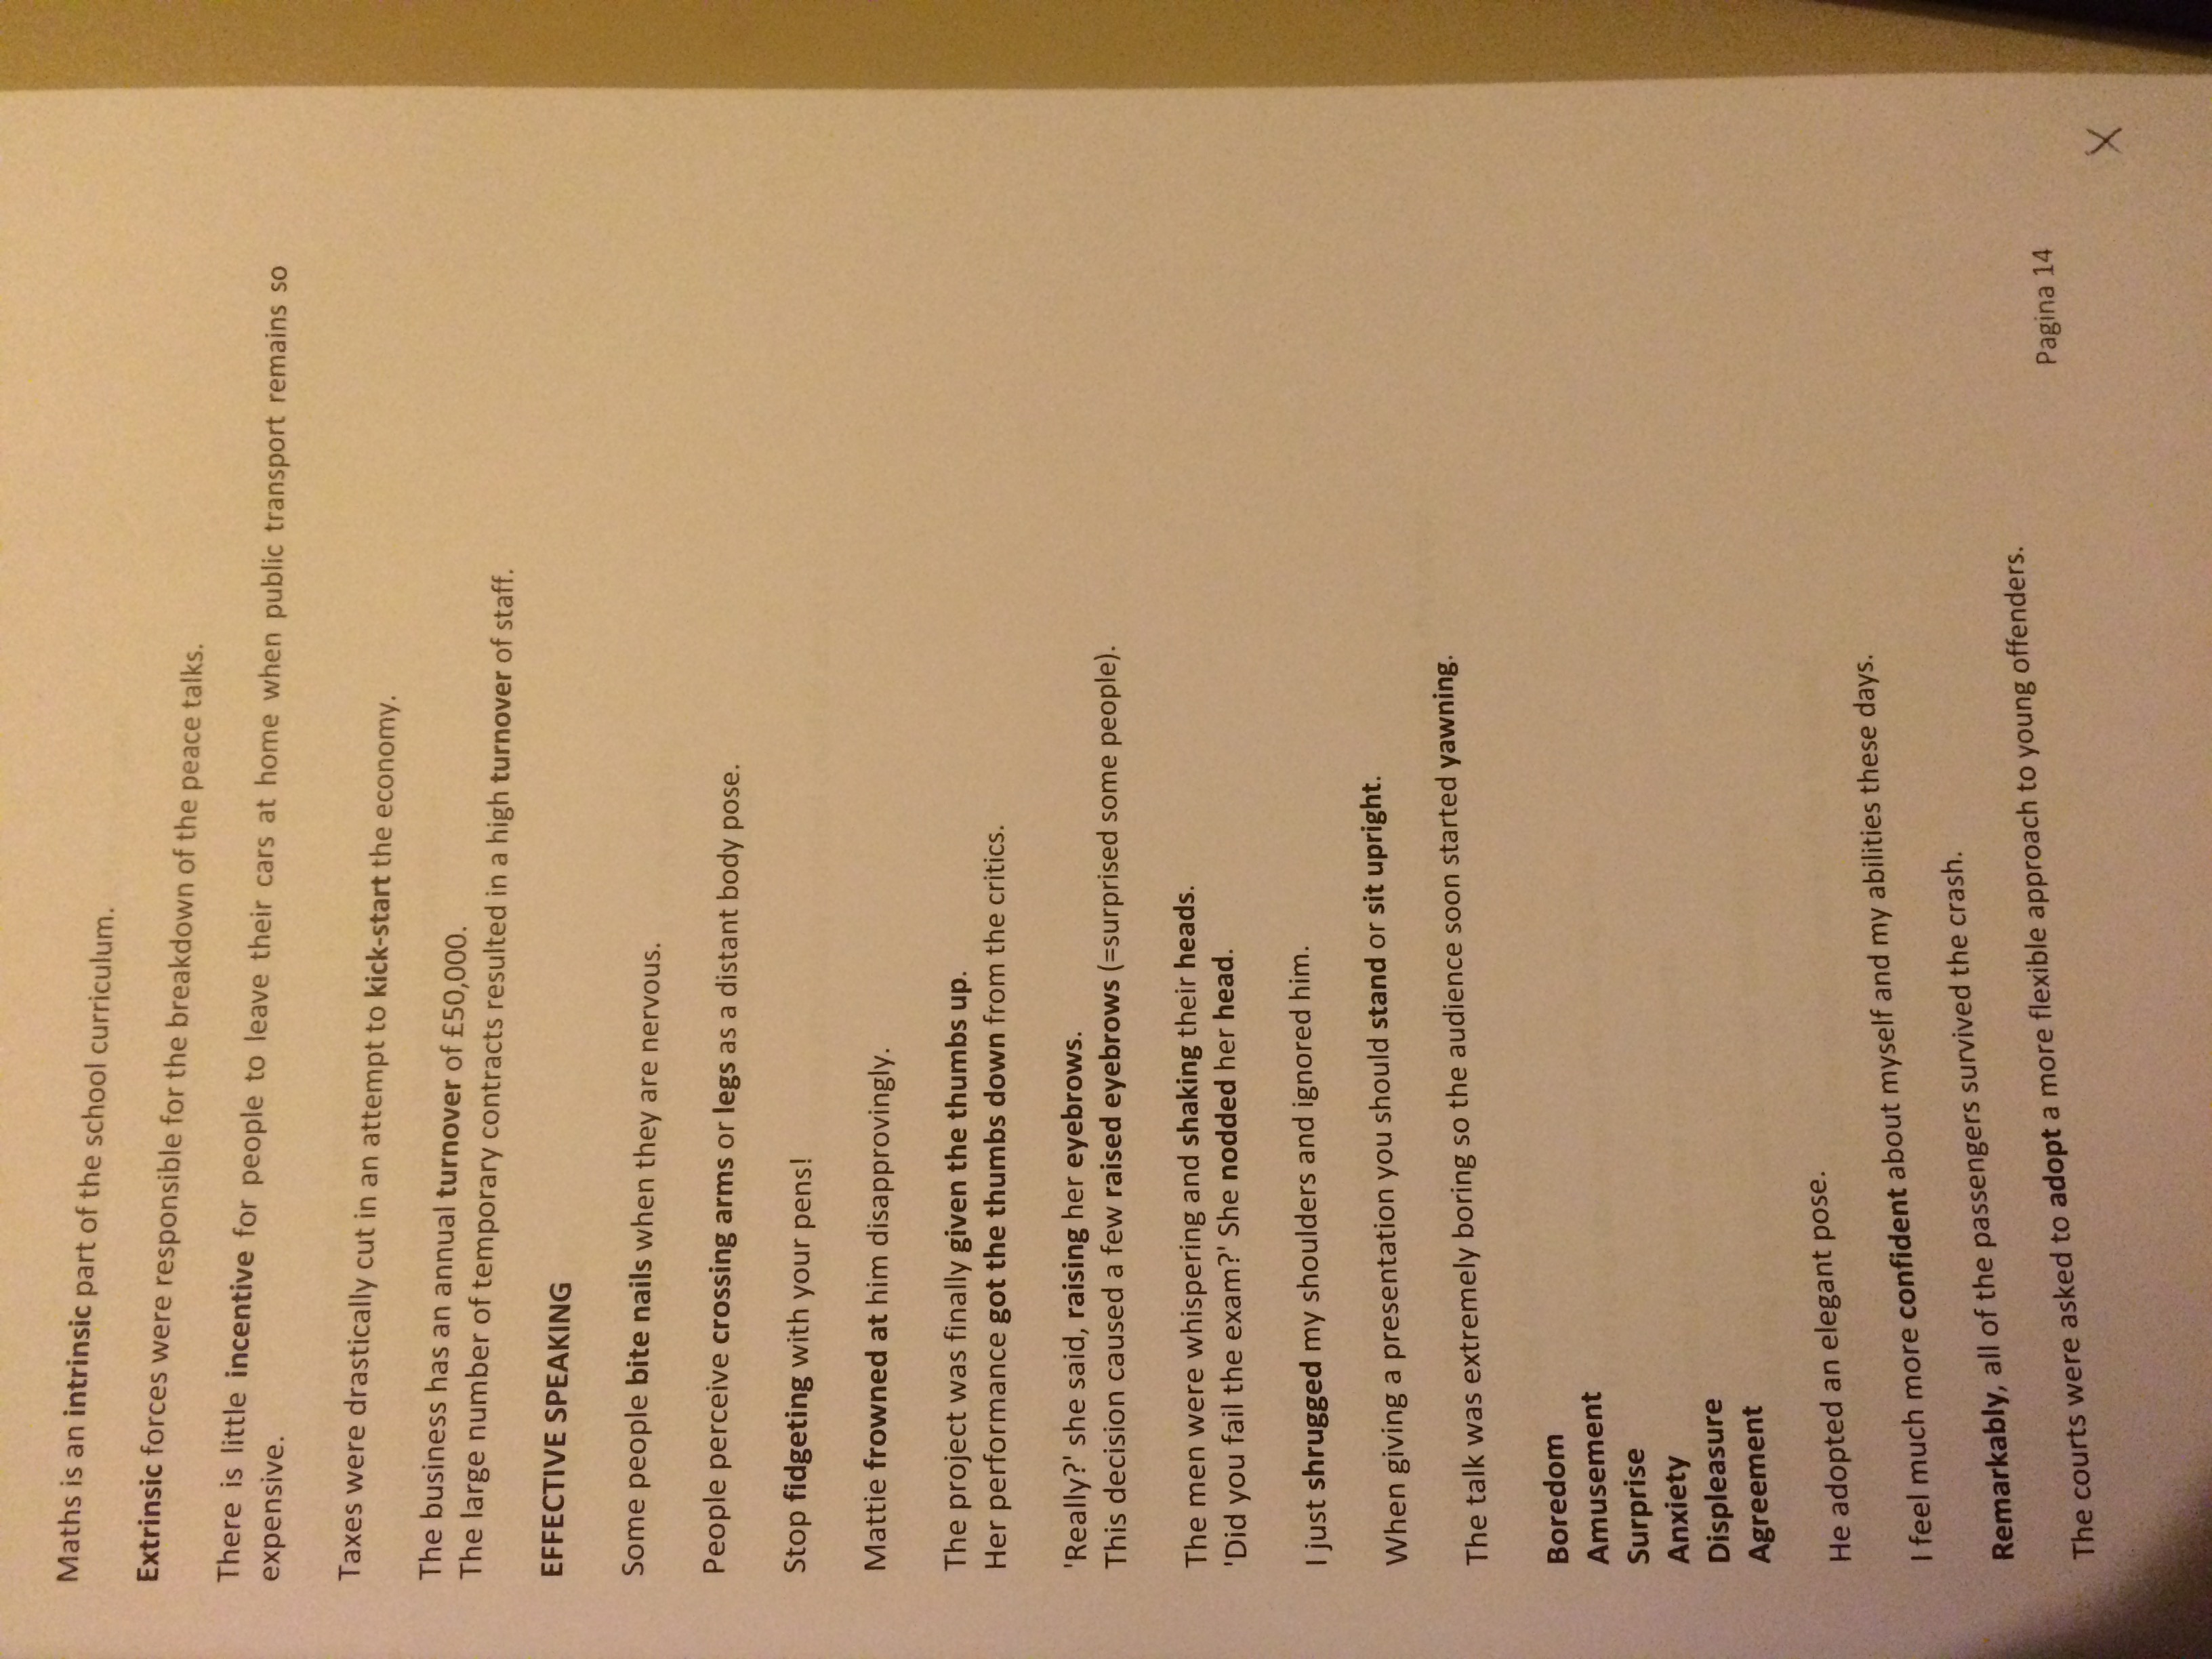 Maths is an intrinsic part of the school curriculum.
Extrinsic forces were responsible for the breakdown of the peace talks.
There is little incentive for people to leave their cars at home when public transport remains so
expensive.
Taxes were drastically cut in an attempt to kick-start the economy.
The business has an annual turnover of £50,000.
The large number of temporary contracts resulted in a high turnover of staff.
EFFECTIVE SPEAKING
Some people bite nails when they are nervous.
People perceive crossing arms or legs as a distant body pose.
Stop fidgeting with your pens!
Mattie frowned at him disapprovingly.
The project was finally given the thumbs up.
Her performance got the thumbs down from the critics.
'Really?' she said, raising her eyebrows.
This decision caused a few raised eyebrows (=surprised some people).
The men were whispering and shaking their heads.
'Did you fail the exam?' She nodded her head.
I just shrugged my shoulders and ignored him.
When giving a presentation you should stand or sit upright.
The talk was extremely boring so the audience soon started yawning.
Boredom
Amusement
Surprise
Anxiety
Displeasure
Agreement
He adopted an elegant pose.
I feel much more confident about myself and my abilities these days.
Remarkably, all of the passengers survived the crash.
The courts were asked to adopt a more flexible approach to young offenders.
Pagina 14
X